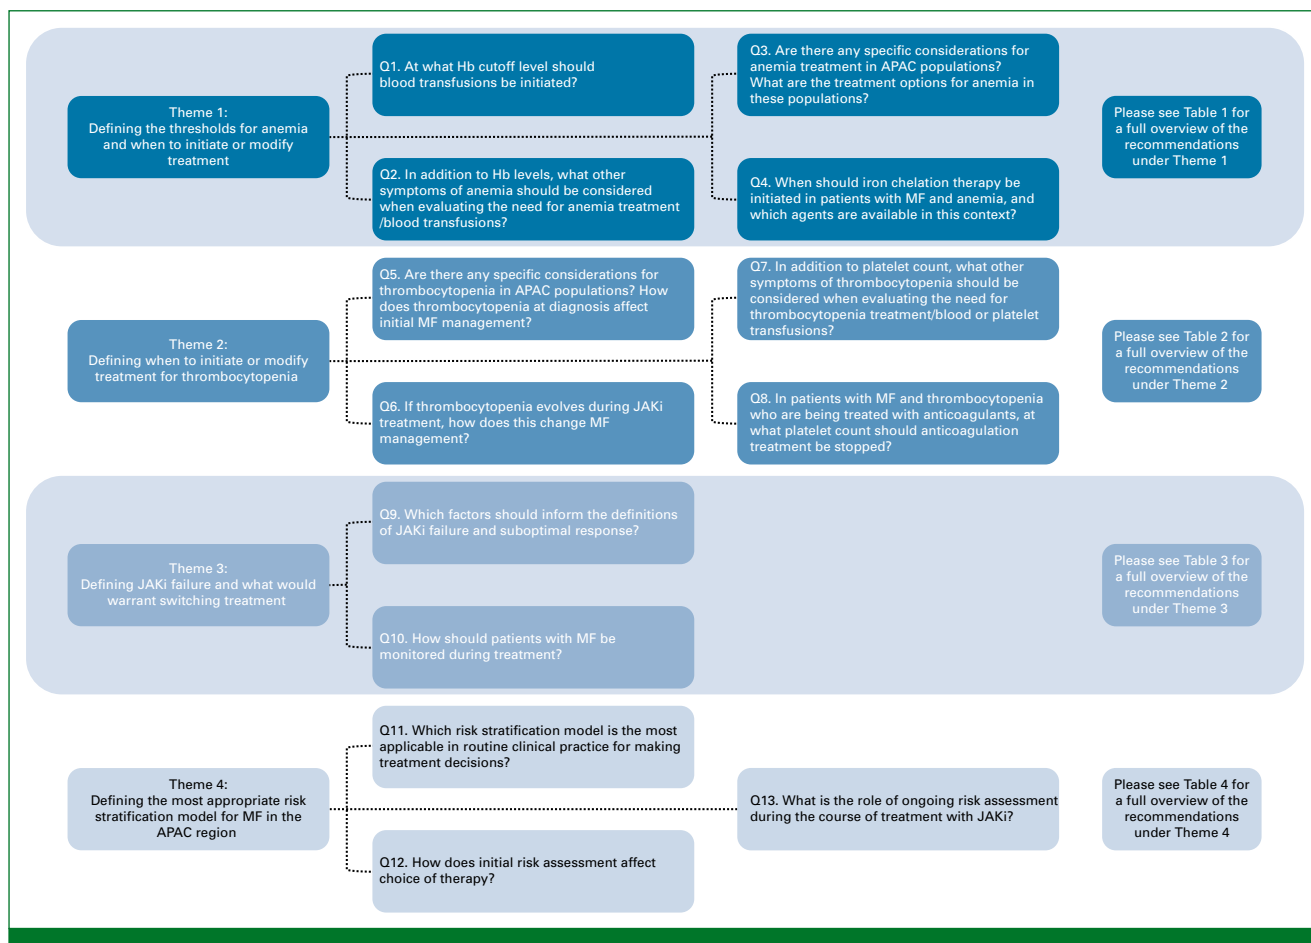 Theme 1:
Defining the thresholds for anemia
and when to initiate or modify
treatment
Q1. At what Hb cutoff level should
blood transfusions be initiated?
Q2. In addition to Hb levels, what other
symptoms of anemia should be considered
when evaluating the need for anemia treatment
/blood transfusions?
Q3. Are there any specific considerations for
anemia treatment in APAC populations?
What are the treatment options for anemia in
these populations?
Q4. When should iron chelation therapy be
initiated in patients with MF and anemia, and
which agents are available in this context?
Please see Table 1 for
a full overview of the
recommendations
under Theme 1
Theme 2:
Defining when to initiate or modify
treatment for thrombocytopenia
Q5. Are there any specific considerations for
thrombocytopenia in APAC populations? How
does thrombocytopenia at diagnosis affect
initial MF management?
Q6. If thrombocytopenia evolves during JAKi
treatment, how does this change MF
management?
Q7. In addition to platelet count, what other
symptoms of thrombocytopenia should be
considered when evaluating the need for
thrombocytopenia treatment/blood or platelet
transfusions?
Q8. In patients with MF and thrombocytopenia
who are being treated with anticoagulants, at
what platelet count should anticoagulation
treatment be stopped?
Please see Table 2 for
a full overview of the
recommendations
under Theme 2
Theme 3:
Defining JAKi failure and what would
warrant switching treatment
Q9. Which factors should inform the definitions
of JAKi failure and suboptimal response?
Q10. How should patients with MF be
monitored during treatment?
Please see Table 3 for
a full overview of the
recommendations
under Theme 3
Theme 4:
Defining the most appropriate risk
stratification model for MF in the
APAC region
Q11. Which risk stratification model is the most
applicable in routine clinical practice for making
treatment decisions?
Q12. How does initial risk assessment affect
choice of therapy?
Q13. What is the role of ongoing risk assessment
during the course of treatment with JAKi?
Please see Table 4 for
a full overview of the
recommendations
under Theme 4